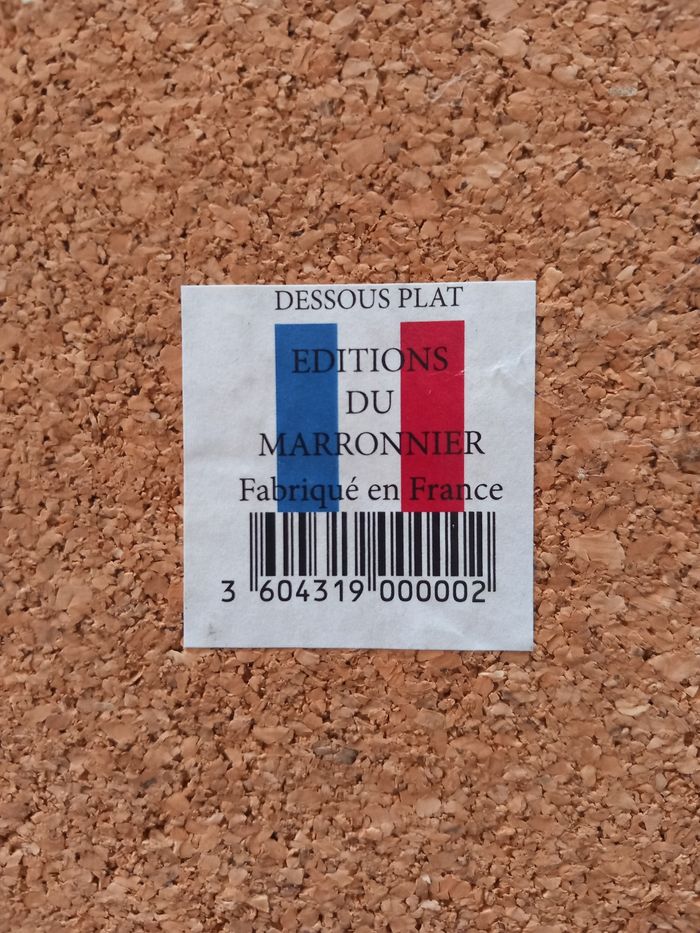 DESSOUS PLAT
EDITIONS
DU
MARRONNIER
Fabriqué en France
3 604319 000002